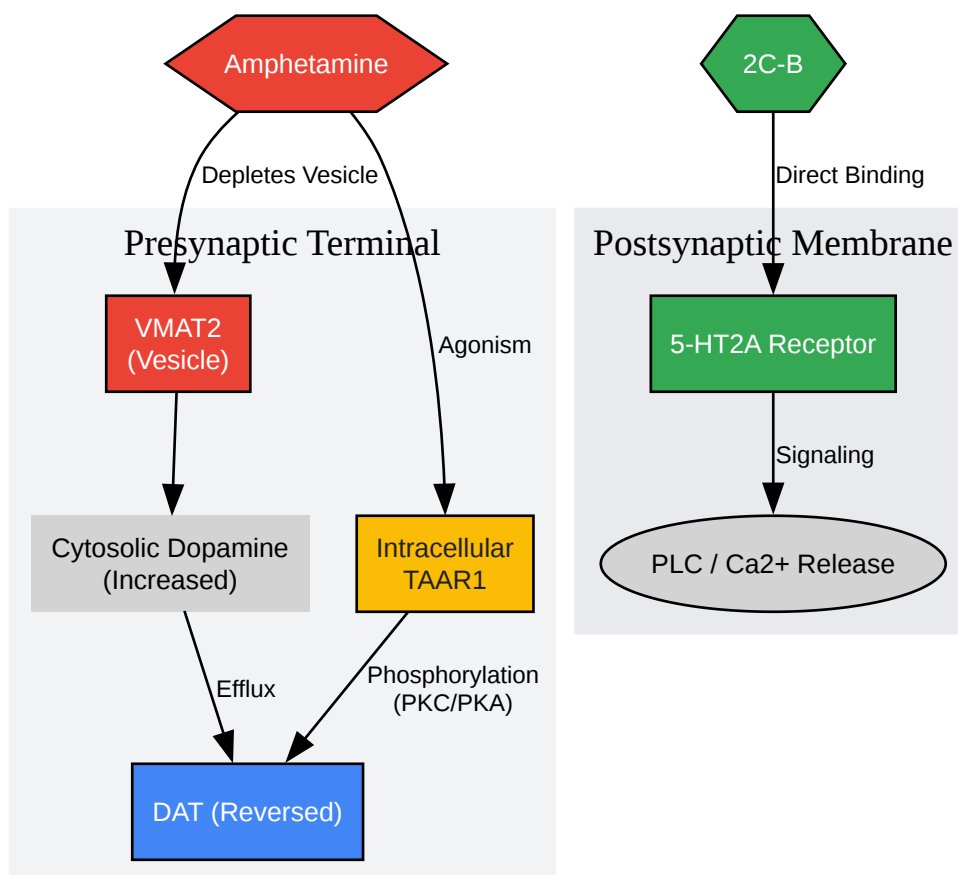 Amphetamine
2C-B
Depletes Vesicle
Direct Binding
Presynaptic Terminal
Postsynaptic Membrane
VMAT2
(Vesicle)
Agonism
5-HT2A Receptor
Signaling
Cytosolic Dopamine
(Increased)
Intracellular
TAAR1
PLC / Ca2+ Release
Efflux
Phosphorylation
(PKC/PKA)
DAT (Reversed)